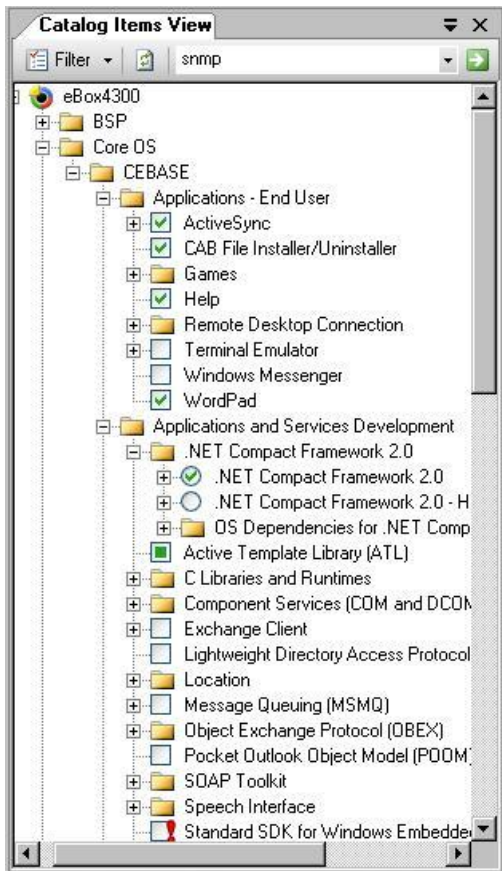 Catalog Items View
Filter snmp
eBox4300
BSP
Core OS
CEBASE
Applications - End User
ActiveSync
CAB File Installer/Uninstaller
Games
Help
Remote Desktop Connection
Terminal Emulator
Windows Messenger
WordPad
Applications and Services Development
.NET Compact Framework 2.0
.NET Compact Framework 2.0
.NET Compact Framework 2.0 - H
OS Dependencies for .NET Comp
Active Template Library (ATL)
C Libraries and Runtimes
Component Services (COM and DCOM
Exchange Client
Lightweight Directory Access Protocol
Location
Message Queuing (MSMQ)
Object Exchange Protocol (OBEX)
Pocket Outlook Object Model (POOM)
SOAP Toolkit
Speech Interface
Standard SDK for Windows Embedded